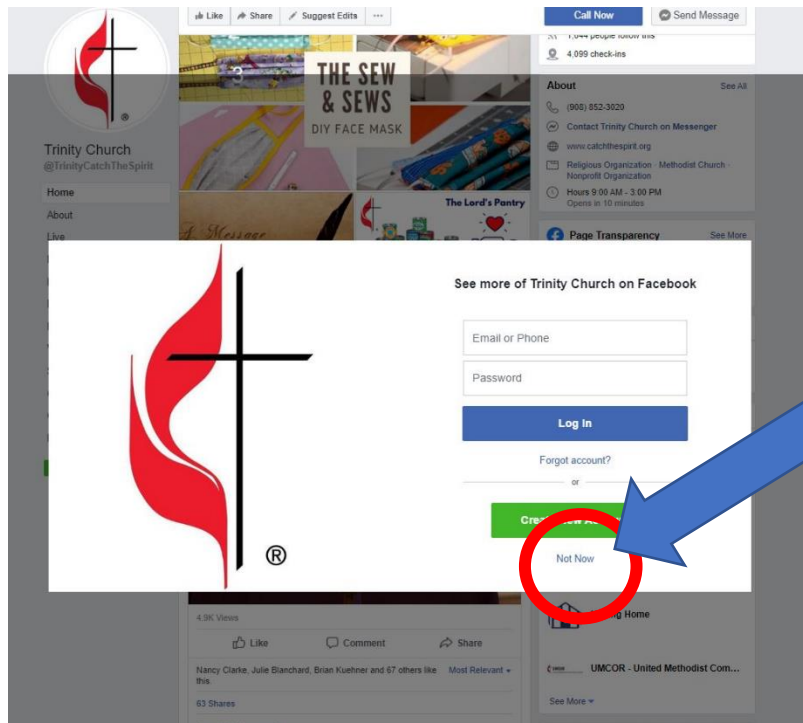 Like Share Suggest Edits ...
Call Now Send Message
4,099 check-ins
THE SEW
& SEWS
DIY FACE MASK
®
Trinity Church
@TrinityCatchTheSpirit
Home
About
Live
A Message
The Lord's Pantry
About See All
(908) 852-3020
Contact Trinity Church on Messenger
www.catchthespirit.org
Religious Organization · Methodist Church ·
Nonprofit Organization
Hours 9:00 AM - 3:00 PM
Opens in 10 minutes
Page Transparency See More
®
See more of Trinity Church on Facebook
Email or Phone
Password
Log In
Forgot account?
or
Not Now
4.9K Views
Like Comment Share
Nancy Clarke, Julie Blanchard, Brian Kuehner and 67 others like
this.
Most Relevant
63 Shares
Home
UMCOR - United Methodist Com...
See More